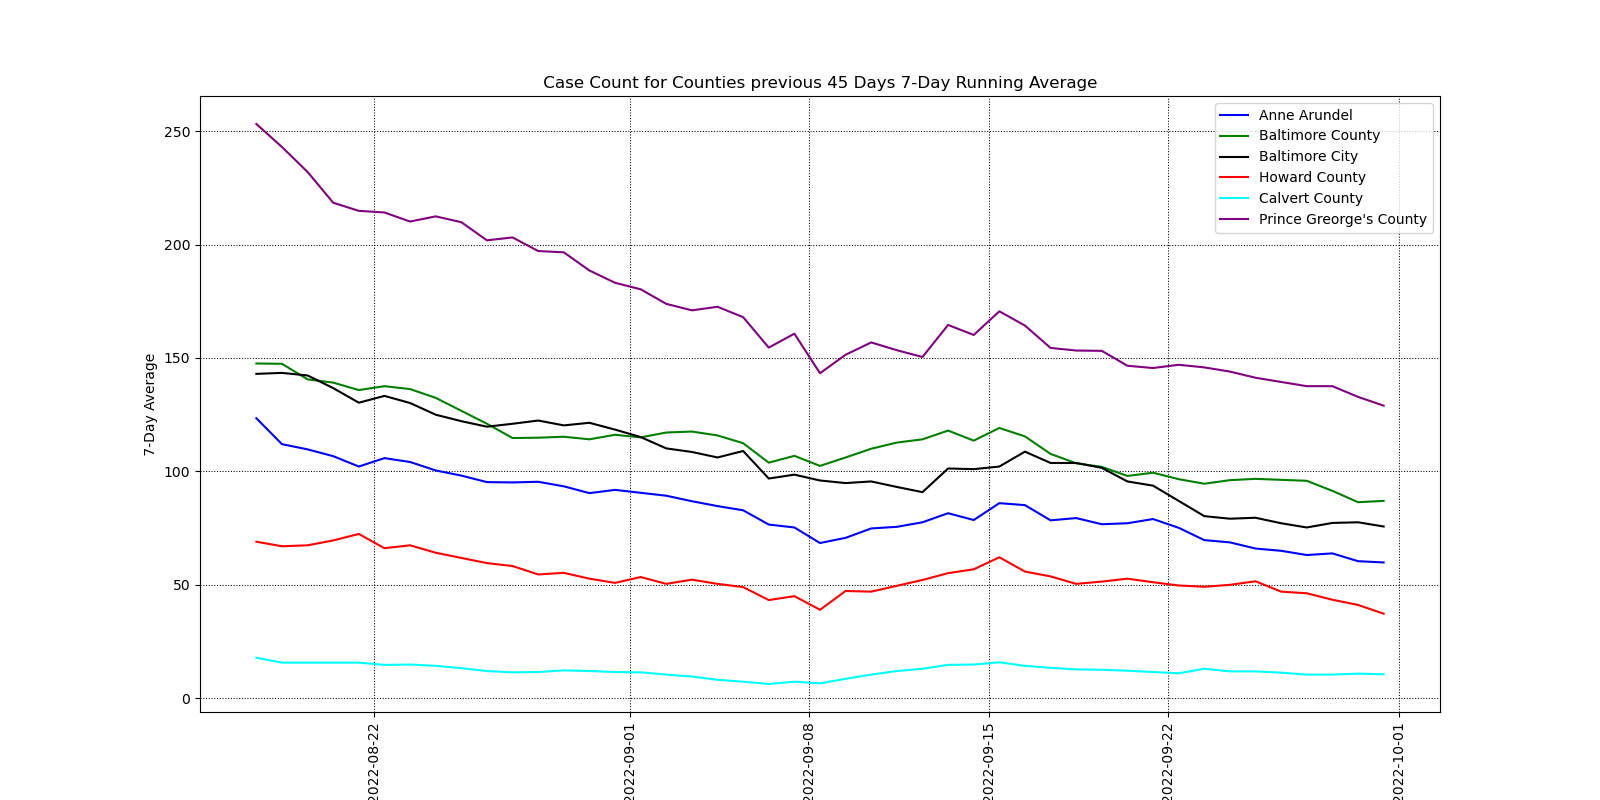 Case Count for Counties previous 45 Days 7-Day Running Average
Anne Arundel
Baltimore County
Baltimore City
Howard County
Calvert County
Prince Greorge's County
7-Day Average
250
200
150
100
50
0
2022-08-22
2022-09-01
2022-09-08
2022-09-15
2022-09-22
2022-10-01